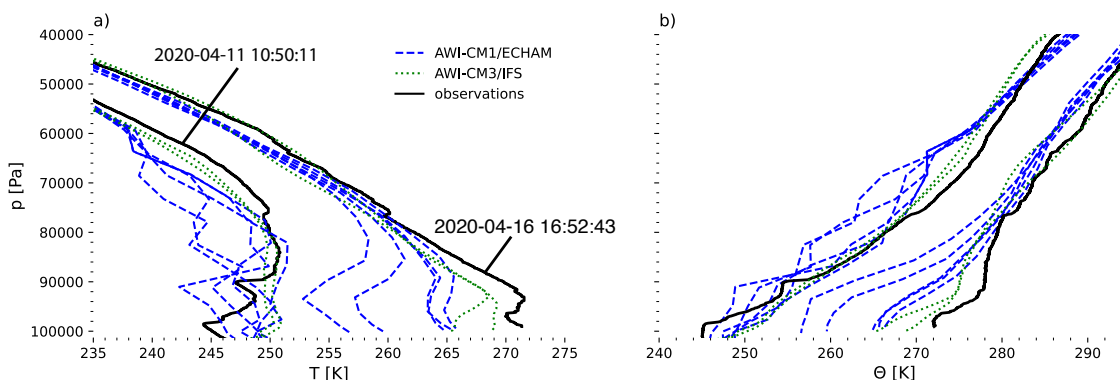 a)
b)
2020-04-11 10:50:11
AWI-CM1/ECHAM
AWI-CM3/IFS
observations
2020-04-16 16:52:43
p [Pa]
40000
50000
60000
70000
80000
90000
100000
235 240 245 250 255 260 265 270 275
T [K]
240 250 260 270 280 290
Θ [K]